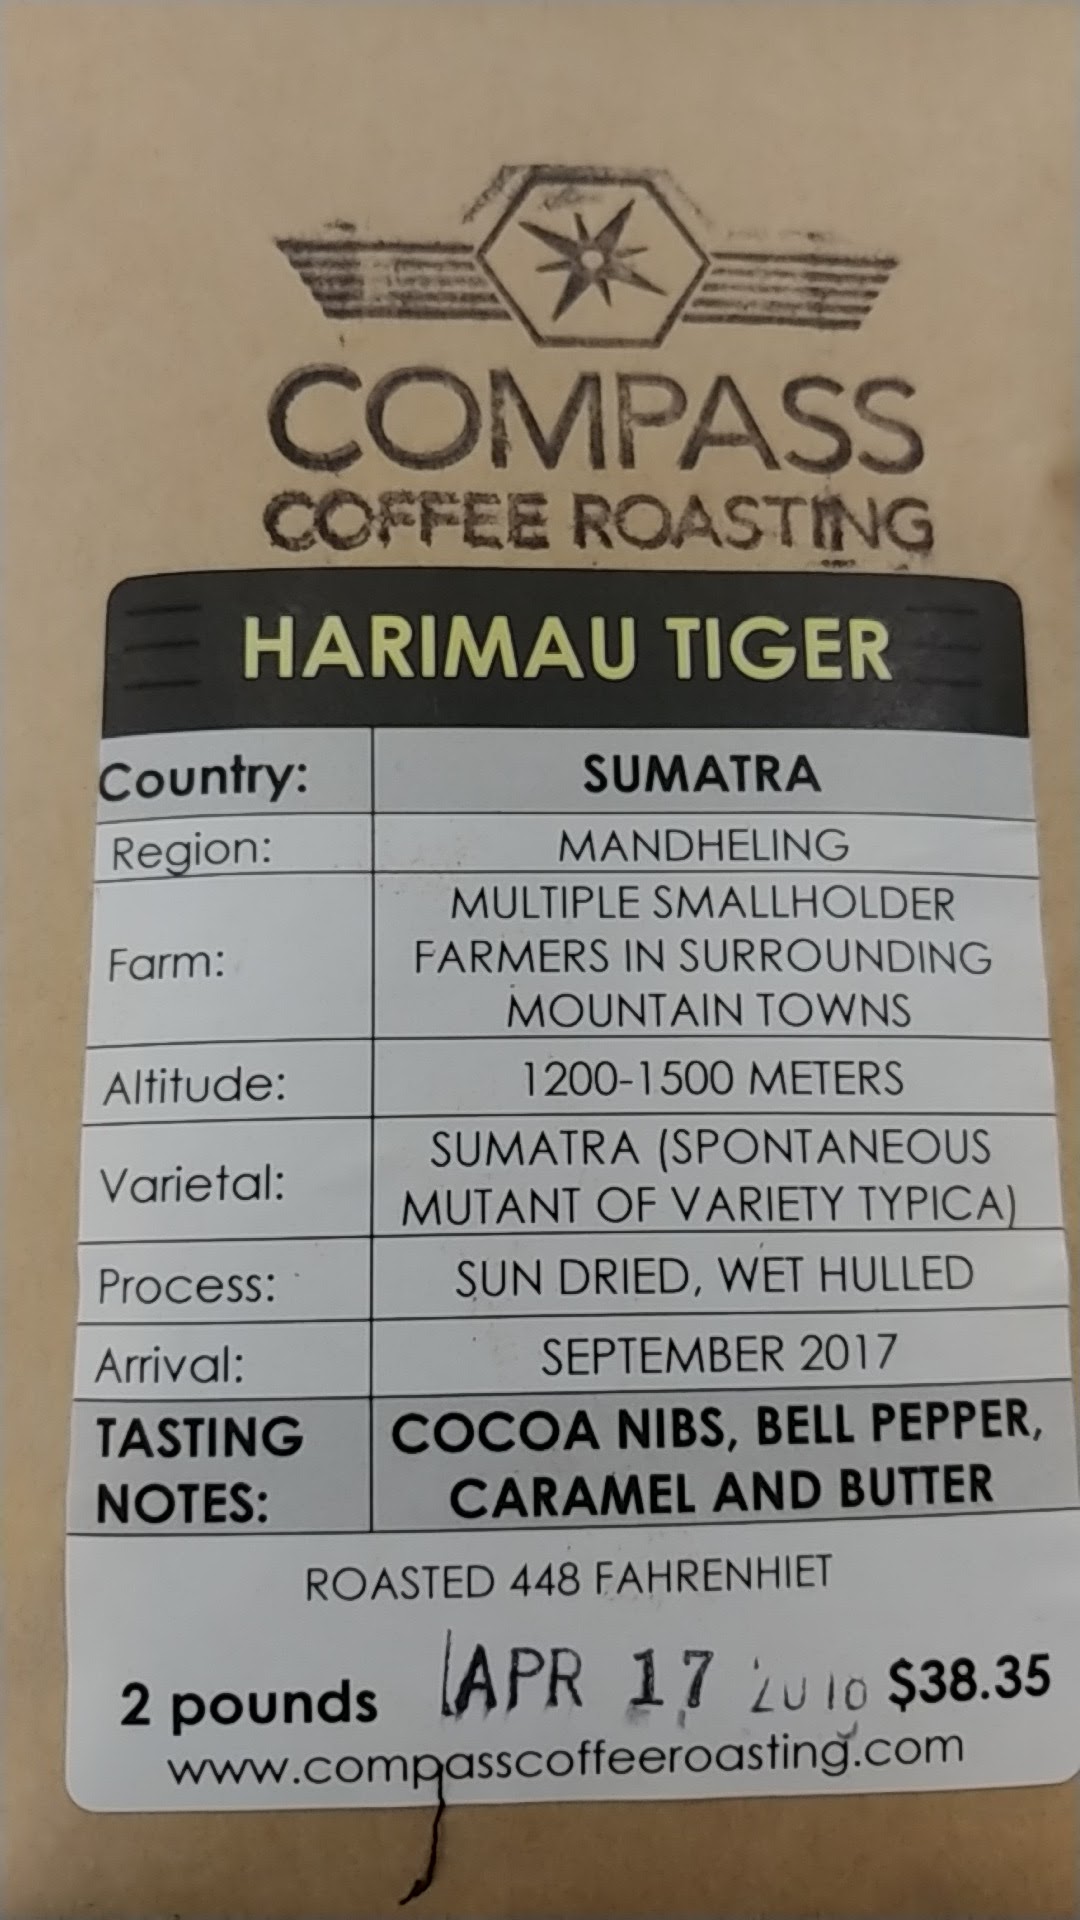 COMPASS
COFFEE ROASTING
HARIMAU TIGER
Country: SUMATRA
Region: MANDHELING
Farm: MULTIPLE SMALLHOLDER
FARMERS IN SURROUNDING
MOUNTAIN TOWNS
Altitude: 1200-1500 METERS
Varietal: SUMATRA (SPONTANEOUS
MUTANT OF VARIETY TYPICA)
Process: SUN DRIED, WET HULLED
Arrival: SEPTEMBER 2017
TASTING NOTES: COCOA NIBS, BELL PEPPER,
CARAMEL AND BUTTER
ROASTED 448 FAHRENHIET
2 pounds APR 17 $38.35
www.compasscoffeeroasting.com